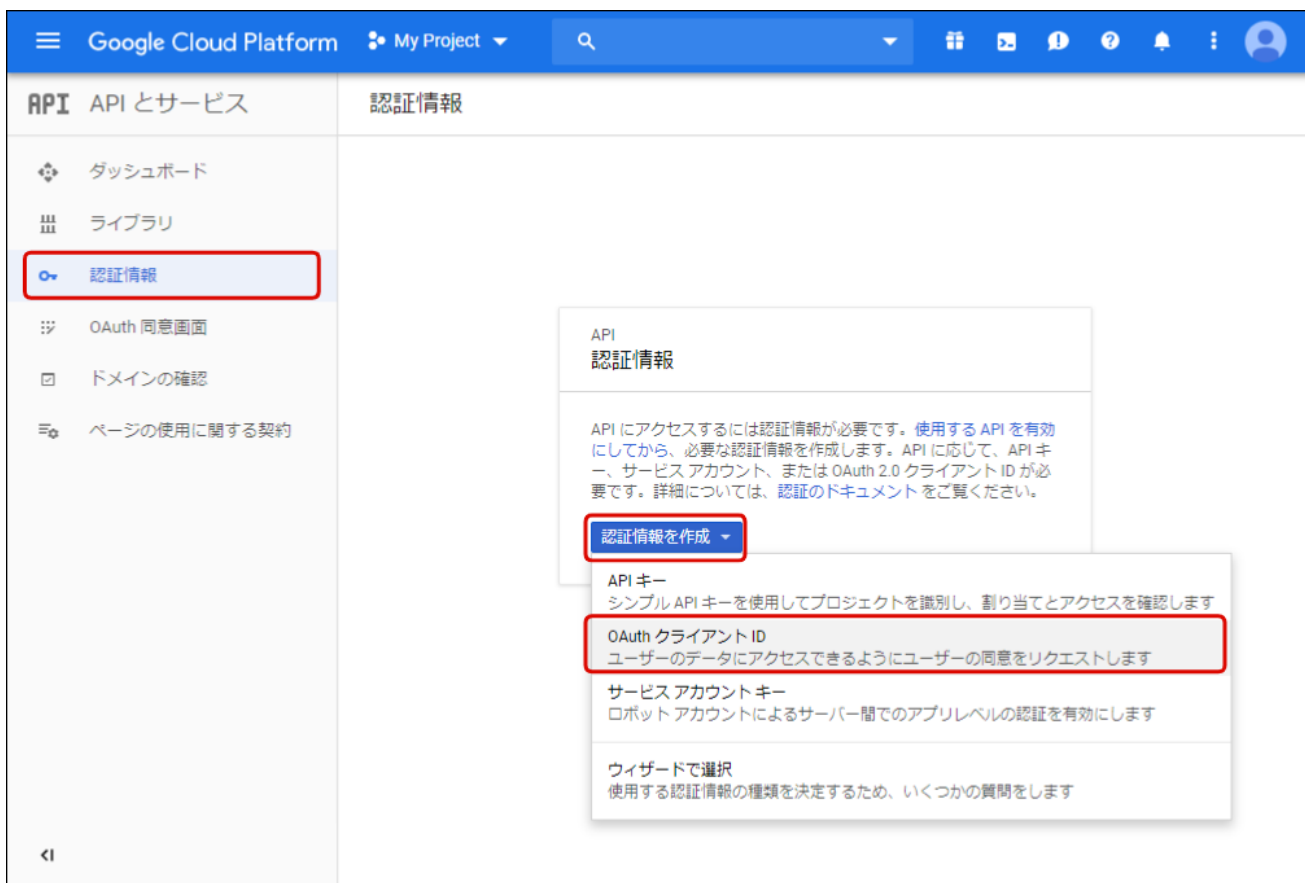 Google Cloud Platform
My Project
API API とサービス
認証情報
ダッシュボード
ライブラリ
認証情報
OAuth 同意画面
ドメインの確認
ページの使用に関する契約
API
認証情報
API にアクセスするには認証情報が必要です。使用する API を有効
にしてから、必要な認証情報を作成します。API に応じて、API キ
ー、サービス アカウント、または OAuth 2.0 クライアント ID が必
要です。詳細については、認証のドキュメント をご覧ください。
認証情報を作成
API キー
シンプル API キーを使用してプロジェクトを識別し、割り当てとアクセスを確認します
OAuth クライアント ID
ユーザーのデータにアクセスできるようにユーザーの同意をリクエストします
サービス アカウント キー
ロボット アカウントによるサーバー間でのアプリレベルの認証を有効にします
ウィザードで選択
使用する認証情報の種類を決定するため、いくつかの質問をします